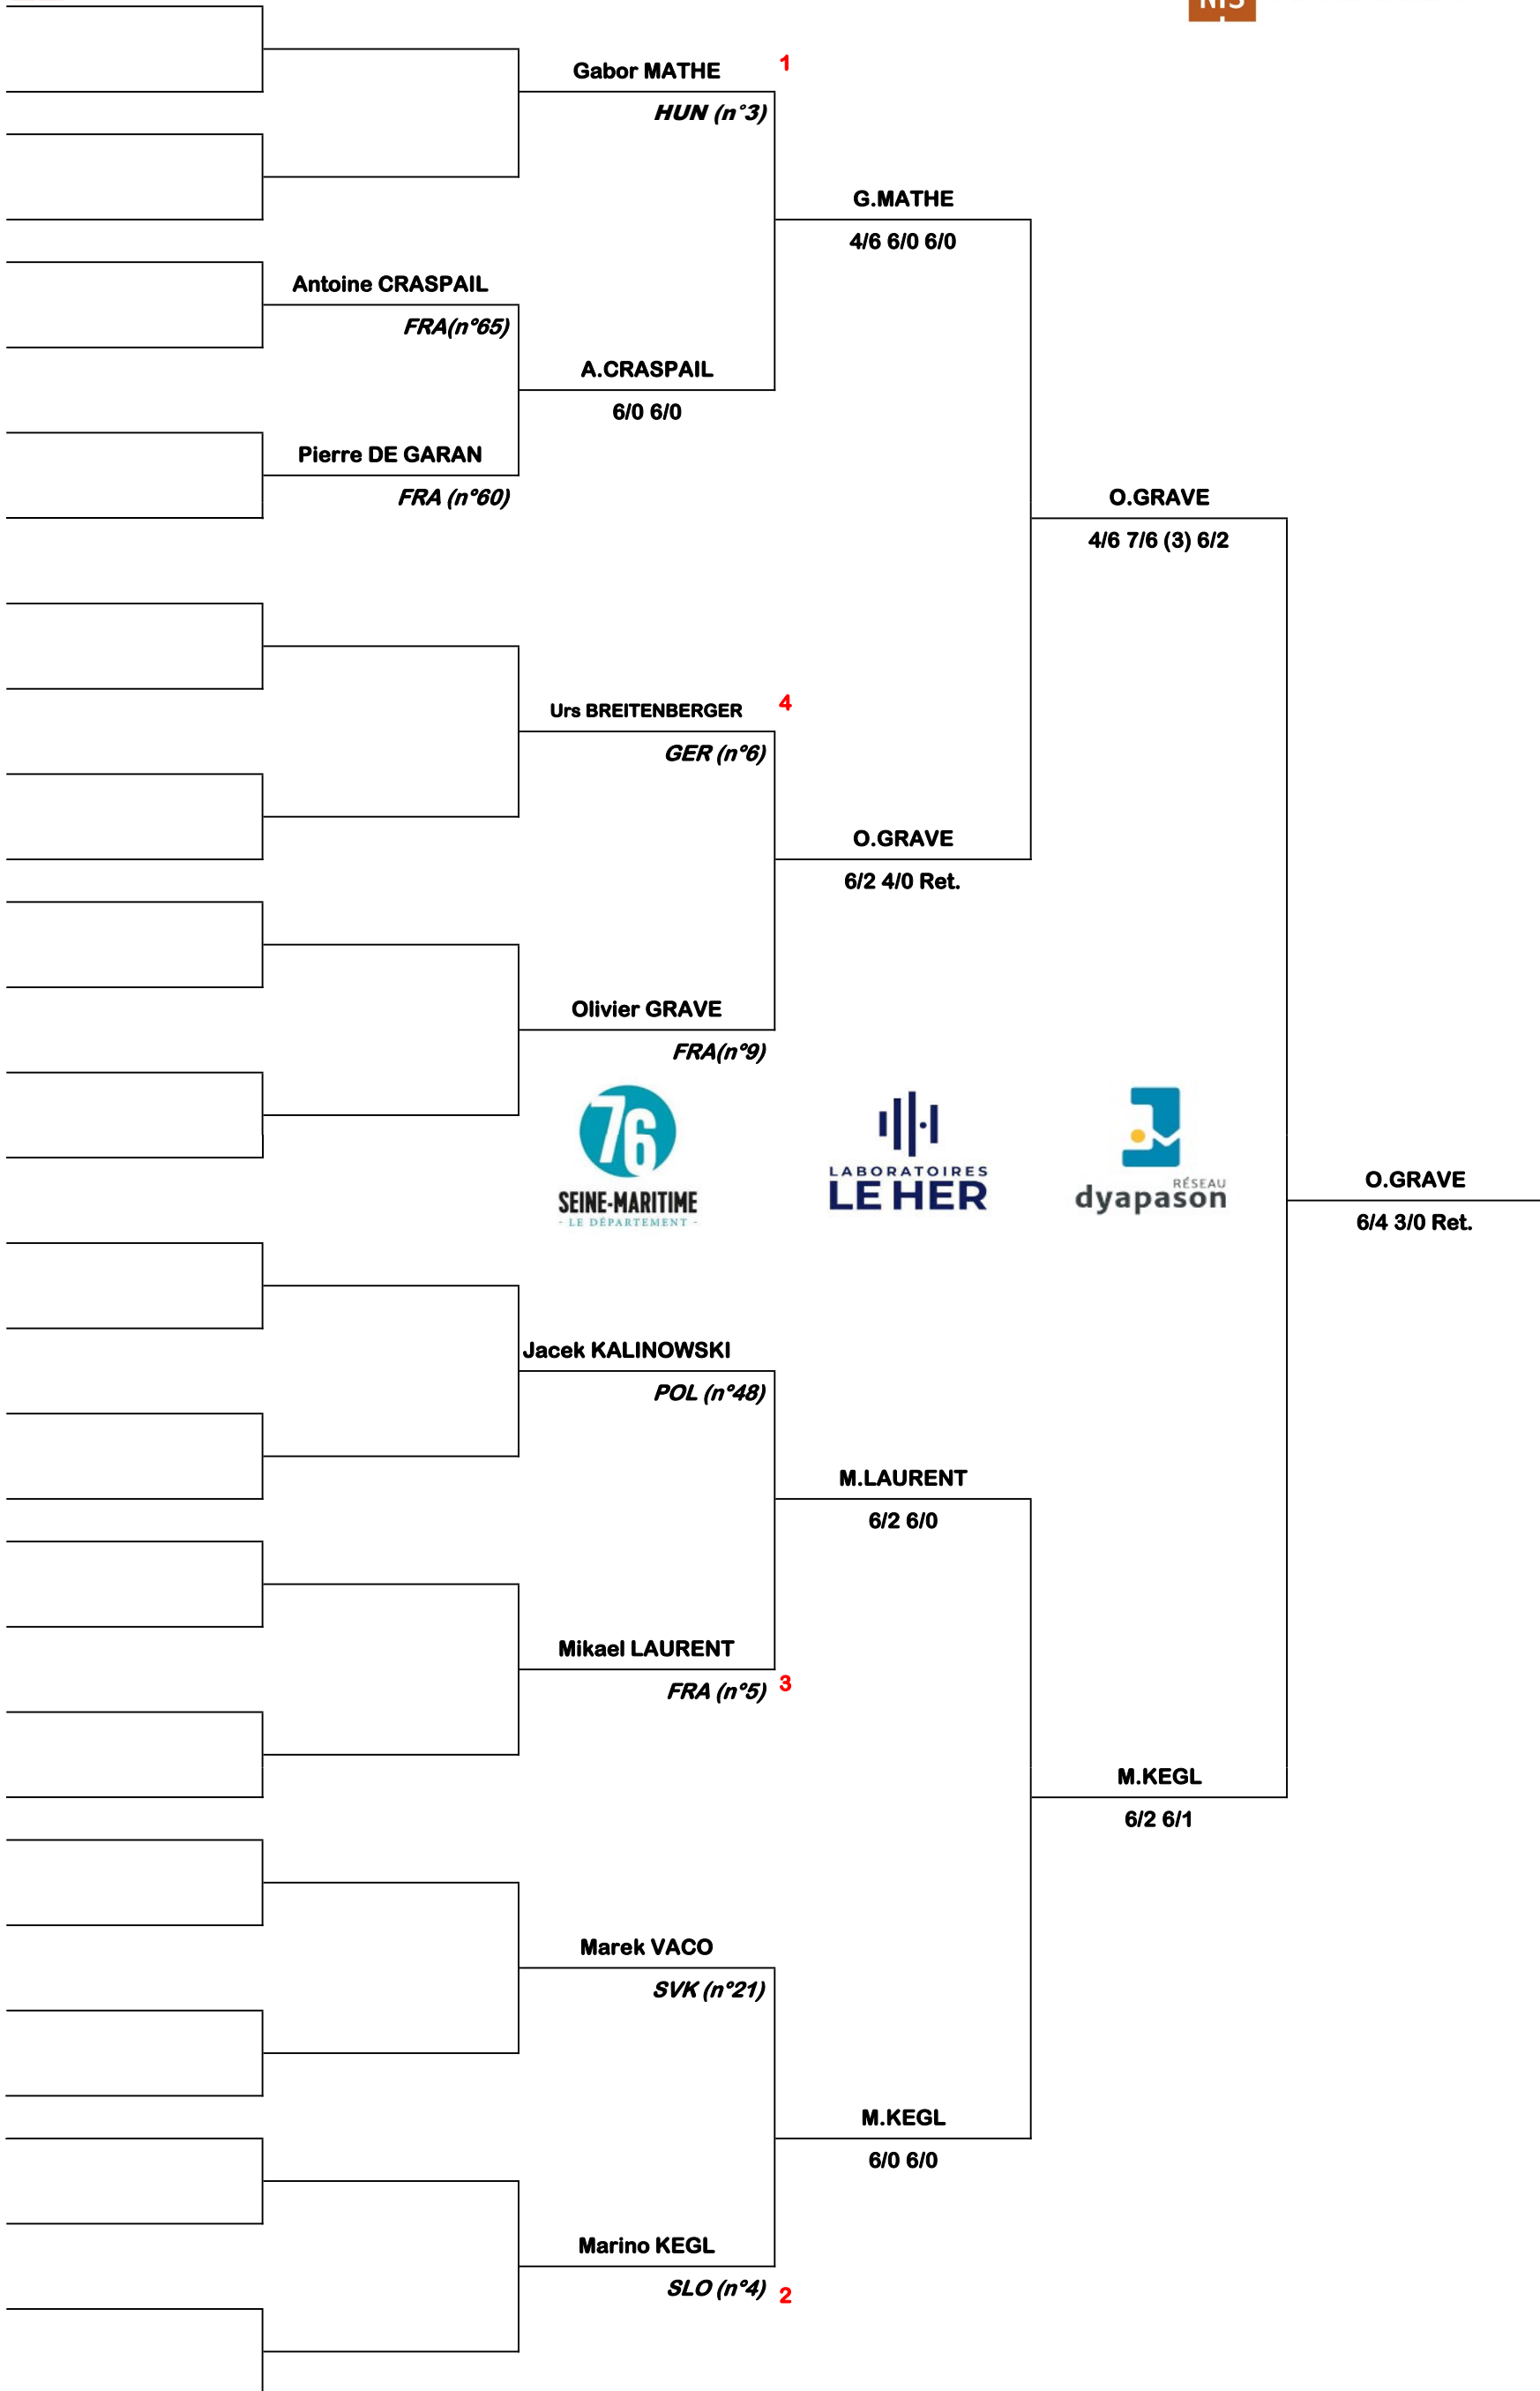 Gabor MATHE
1
HUN (n°3)
G.MATHE
4/6 6/0 6/0
Antoine CRASPAIL
FRA(n°65)
A.CRASPAIL
6/0 6/0
Pierre DE GARAN
FRA (n°60)
O.GRAVE
4/6 7/6 (3) 6/2
Urs BREITENBERGER
4
GER (n°6)
O.GRAVE
6/2 4/0 Ret.
Olivier GRAVE
FRA(n°9)
76
SEINE-MARITIME
- LE DÉPARTEMENT -
LABORATOIRES
LE HER
RÉSEAU
dyapason
O.GRAVE
6/4 3/0 Ret.
Jacek KALINOWSKI
POL (n°48)
M.LAURENT
6/2 6/0
Mikael LAURENT
FRA (n°5)
3
M.KEGL
6/2 6/1
Marek VACO
SVK (n°21)
M.KEGL
6/0 6/0
Marino KEGL
SLO (n°4)
2